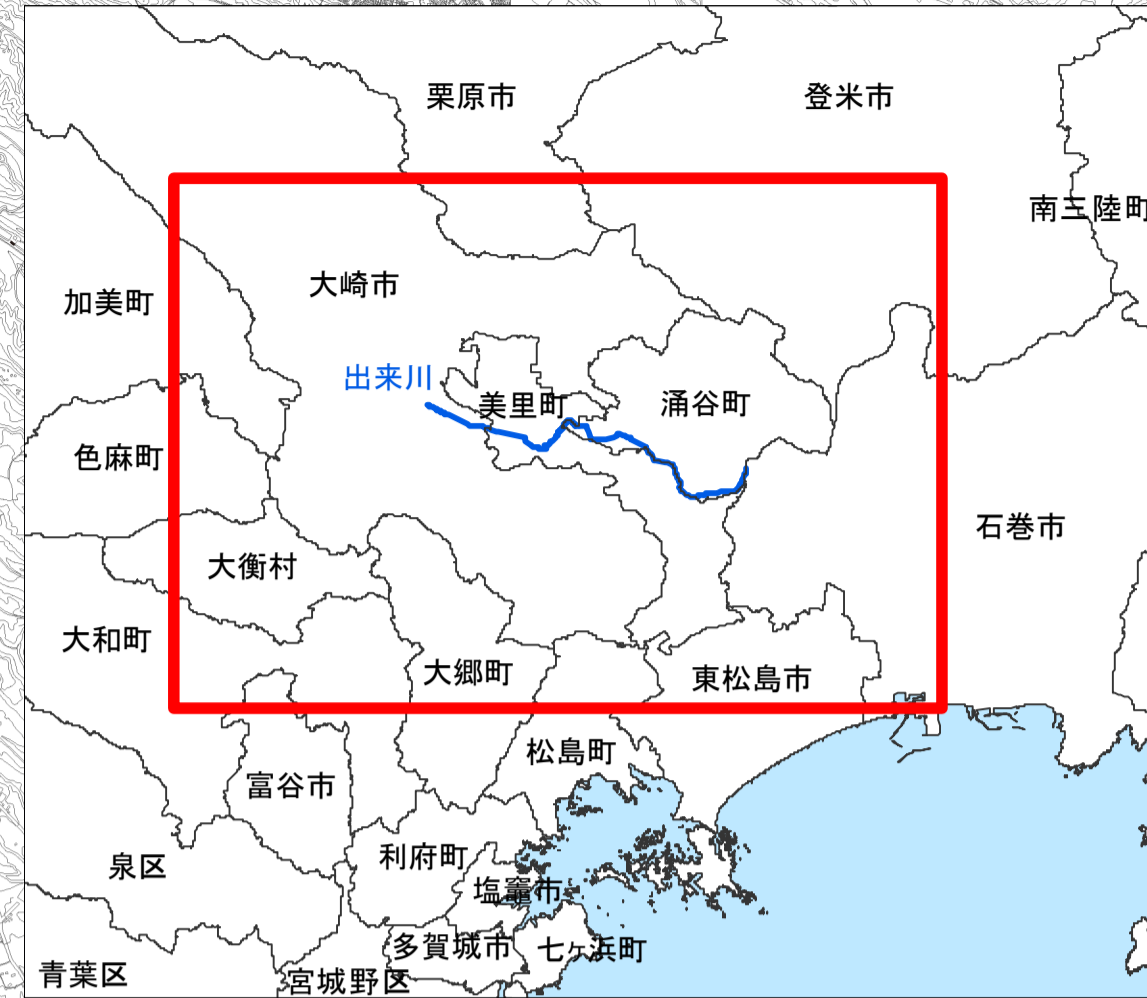 栗原市
登米市
南三陸町
大崎市
加美町
出来川
美里町
涌谷町
色麻町
石巻市
大衡村
大和町
大郷町
東松島市
松島町
富谷市
利府町
泉区
塩竈市
多賀城市
七ヶ浜町
青葉区
宮城野区